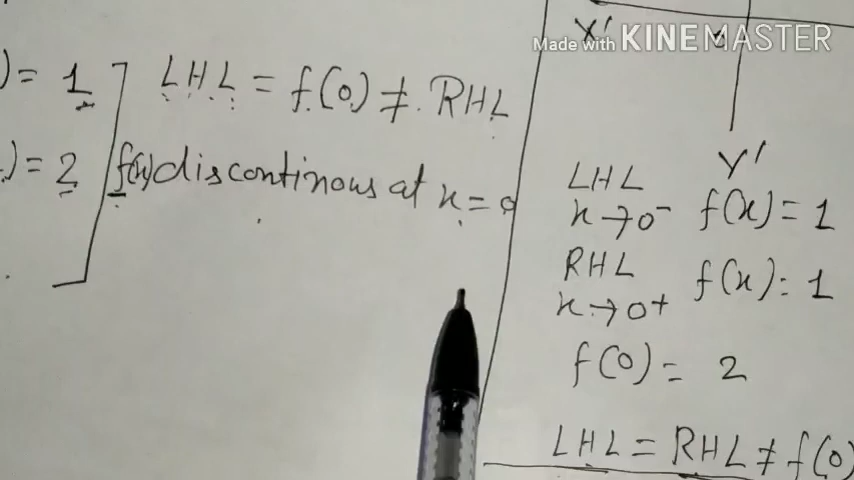 ) = 1 LHL = f(0) ≠ RHL
) = 2 f(x) discontinous at x = 0
X'
Made with KINEMASTER
Y'
LHL
x → 0⁻ f(x) = 1
RHL
x → 0+ f(x) = 1
f(0) = 2
LHL = RHL ≠ f(0)